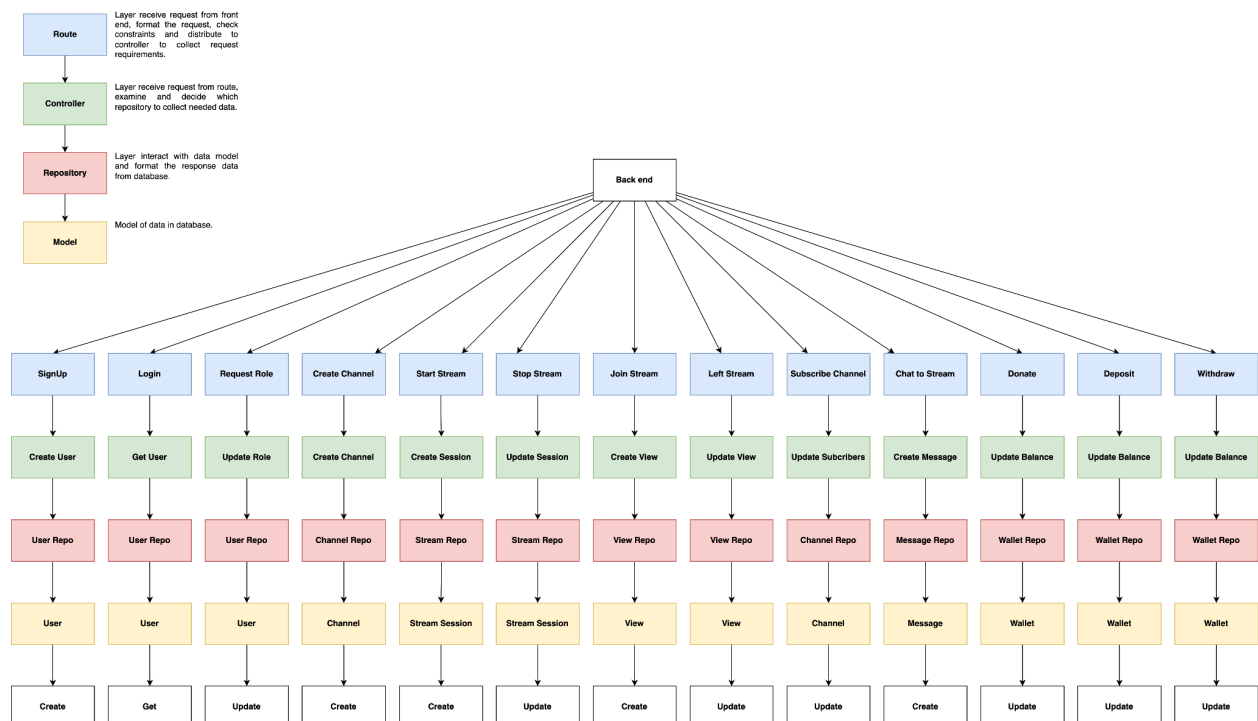 Route
Layer receive request from front
end, format the request, check
constraints and distribute to
controller to collect request
requirements.
Controller
Layer receive request from route,
examine and decide which
repository to collect needed data.
Repository
Layer interact with data model
and format the response data
from database.
Model
Model of data in database.
Back end
SignUp Login Request Role Create Channel Start Stream Stop Stream Join Stream Left Stream Subscribe Channel Chat to Stream Donate Deposit Withdraw
Create User Get User Update Role Create Channel Create Session Update Session Create View Update View Update Subcribers Create Message Update Balance Update Balance Update Balance
User Repo User Repo User Repo Channel Repo Stream Repo Stream Repo View Repo View Repo Channel Repo Message Repo Wallet Repo Wallet Repo Wallet Repo
User User User Channel Stream Session Stream Session View View Channel Message Wallet Wallet Wallet
Create Get Update Create Create Update Create Update Update Create Update Update Update